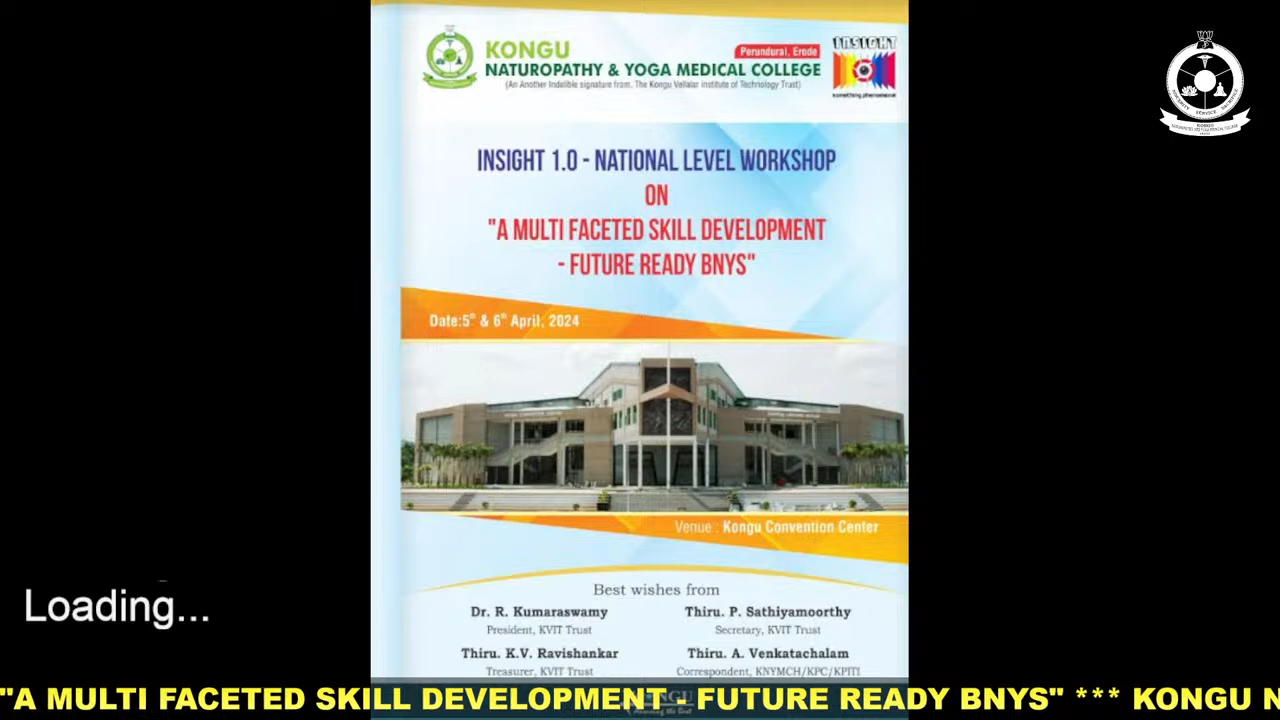 KONGU
Perundurai, Erode
NATUROPATHY & YOGA MEDICAL COLLEGE
(An Another Indelible signature from, The Kongu Vellalar Institute of Technology Trust)
INSIGHT
something phenomenal
INSIGHT 1.0 - NATIONAL LEVEL WORKSHOP
ON
"A MULTI FACETED SKILL DEVELOPMENT
- FUTURE READY BNYS"
Date:5th & 6th April, 2024
Venue : Kongu Convention Center
Best wishes from
Dr. R. Kumaraswamy
President, KVIT Trust
Thiru. P. Sathiyamoorthy
Secretary, KVIT Trust
Thiru. K.V. Ravishankar
Treasurer, KVIT Trust
Thiru. A. Venkatachalam
Correspondent, KNYMCH/KPC/KPITI
Loading...
"A MULTI FACETED SKILL DEVELOPMENT - FUTURE READY BNYS" *** KONGU N